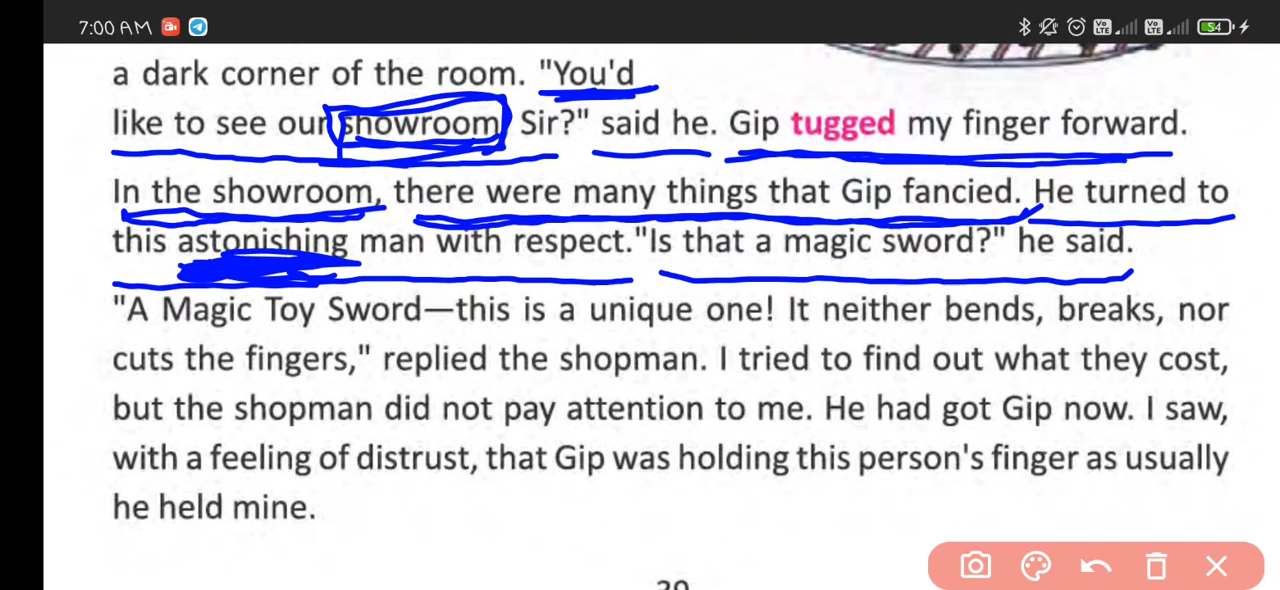 7:00 AM
54
a dark corner of the room. "You'd
like to see our showroom, Sir?" said he. Gip tugged my finger forward.
In the showroom, there were many things that Gip fancied. He turned to
this astonishing man with respect."Is that a magic sword?" he said.
"A Magic Toy Sword—this is a unique one! It neither bends, breaks, nor
cuts the fingers," replied the shopman. I tried to find out what they cost,
but the shopman did not pay attention to me. He had got Gip now. I saw,
with a feeling of distrust, that Gip was holding this person's finger as usually
he held mine.